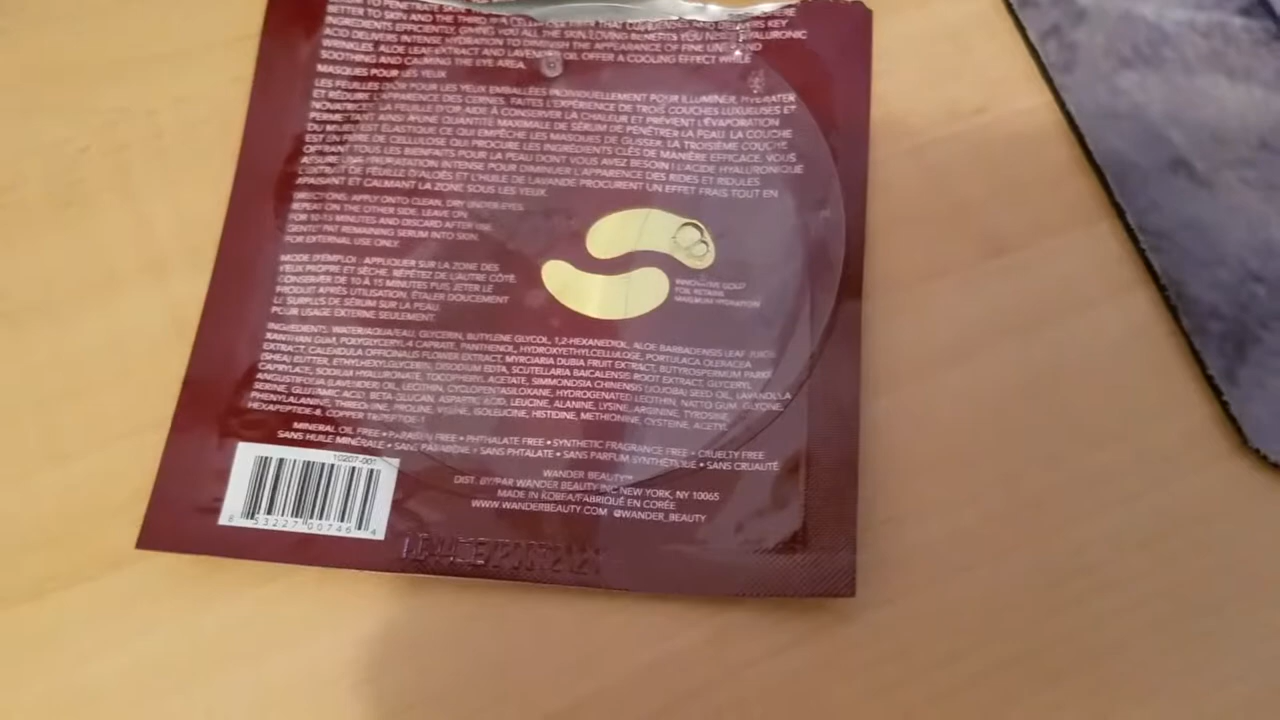 BETTER TO SKIN AND THE THIRD IS A CELLULOSE FIBER THAT CONDENSES AND DELIVERS KEY
INGREDIENTS EFFICIENTLY, GIVING YOU ALL THE SKIN LOVING BENEFITS YOU NEED. HYALURONIC
ACID DELIVERS INTENSE HYDRATION TO DIMINISH THE APPEARANCE OF FINE LINES AND
WRINKLES. ALOE LEAF EXTRACT AND LAVENDER OIL OFFER A COOLING EFFECT WHILE
SOOTHING AND CALMING THE EYE AREA.
MASQUES POUR LES YEUX
LES FEUILLES D'OR POUR LES YEUX EMBALLÉES INDIVIDUELLEMENT POUR ILLUMINER, HYDRATER
ET RÉDUIRE L'APPARENCE DES CERNES. FAITES L'EXPÉRIENCE DE TROIS COUCHES LUXUEUSES ET
NOVATRICES. LA FEUILLE D'OR AIDE À CONSERVER LA CHALEUR ET PRÉVIENT L'ÉVAPORATION
PERMETTANT AINSI À UNE QUANTITÉ MAXIMALE DE SÉRUM DE PÉNÉTRER LA PEAU. LA COUCHE
DU MILIEU EST ÉLASTIQUE CE QUI EMPÊCHE LES MASQUES DE GLISSER. LA TROISIÈME COUCHE
EST EN FIBRE DE CELLULOSE QUI PROCURE LES INGRÉDIENTS CLÉS DE MANIÈRE EFFICACE, VOUS
OFFRANT TOUS LES BIENFAITS POUR LA PEAU DONT VOUS AVEZ BESOIN L'ACIDE HYALURONIQUE
ASSURE UNE HYDRATATION INTENSE POUR DIMINUER L'APPARENCE DES RIDES ET RIDULES
L'EXTRAIT DE FEUILLE D'ALOÈS ET L'HUILE DE LAVANDE PROCURENT UN EFFET FRAIS TOUT EN
APAISANT ET CALMANT LA ZONE SOUS LES YEUX.
DIRECTIONS: APPLY ONTO CLEAN, DRY UNDER EYES.
REPEAT ON THE OTHER SIDE. LEAVE ON
FOR 10-15 MINUTES AND DISCARD AFTER USE.
GENTLY PAT REMAINING SERUM INTO SKIN.
FOR EXTERNAL USE ONLY.
MODE D'EMPLOI : APPLIQUER SUR LA ZONE DES
YEUX PROPRE ET SÈCHE. RÉPÉTEZ DE L'AUTRE CÔTÉ.
CONSERVER DE 10 À 15 MINUTES PUIS JETER LE
PRODUIT APRÈS UTILISATION. ÉTALER DOUCEMENT
LE SURPLUS DE SÉRUM SUR LA PEAU.
POUR USAGE EXTERNE SEULEMENT.
INNOVATIVE GOLD
FOIL RETAINS
MAXIMUM HYDRATION
INGREDIENTS: WATER/AQUA/EAU, GLYCERIN, BUTYLENE GLYCOL, 1,2-HEXANEDIOL, ALOE BARBADENSIS LEAF JUICE
XANTHAN GUM, POLYGLYCERYL-4 CAPRATE, PANTHENOL, HYDROXYETHYLCELLULOSE, PORTULACA OLERACEA
EXTRACT, CALENDULA OFFICINALIS FLOWER EXTRACT, MYRCIARIA DUBIA FRUIT EXTRACT, BUTYROSPERMUM PARKII
(SHEA) BUTTER, ETHYLHEXYLGLYCERIN, DISODIUM EDTA, SCUTELLARIA BAICALENSIS ROOT EXTRACT, GLYCERYL
CAPRYLATE, SODIUM HYALURONATE, TOCOPHERYL ACETATE, SIMMONDSIA CHINENSIS (JOJOBA) SEED OIL, LAVANDULA
ANGUSTIFOLIA (LAVENDER) OIL, LECITHIN, CYCLOPENTASILOXANE, HYDROGENATED LECITHIN, NATTO GUM, GLYCINE,
SERINE, GLUTAMIC ACID, BETA-GLUCAN, ASPARTIC ACID, LEUCINE, ALANINE, LYSINE, ARGININE, TYROSINE,
PHENYLALANINE, THREONINE, PROLINE, VALINE, ISOLEUCINE, HISTIDINE, METHIONINE, CYSTEINE, ACETYL
HEXAPEPTIDE-8, COPPER TRIPEPTIDE-1
MINERAL OIL FREE • PARABEN FREE • PHTHALATE FREE • SYNTHETIC FRAGRANCE FREE • CRUELTY FREE
SANS HUILE MINÉRALE • SANS PARABÈNE • SANS PHTALATE • SANS PARFUM SYNTHÉTIQUE • SANS CRUAUTÉ
WANDER BEAUTY™
DIST. BY/PAR WANDER BEAUTY INC NEW YORK, NY 10065
MADE IN KOREA/FABRIQUÉ EN CORÉE
WWW.WANDERBEAUTY.COM @WANDER_BEAUTY
10207-001
8 53227 00746 4